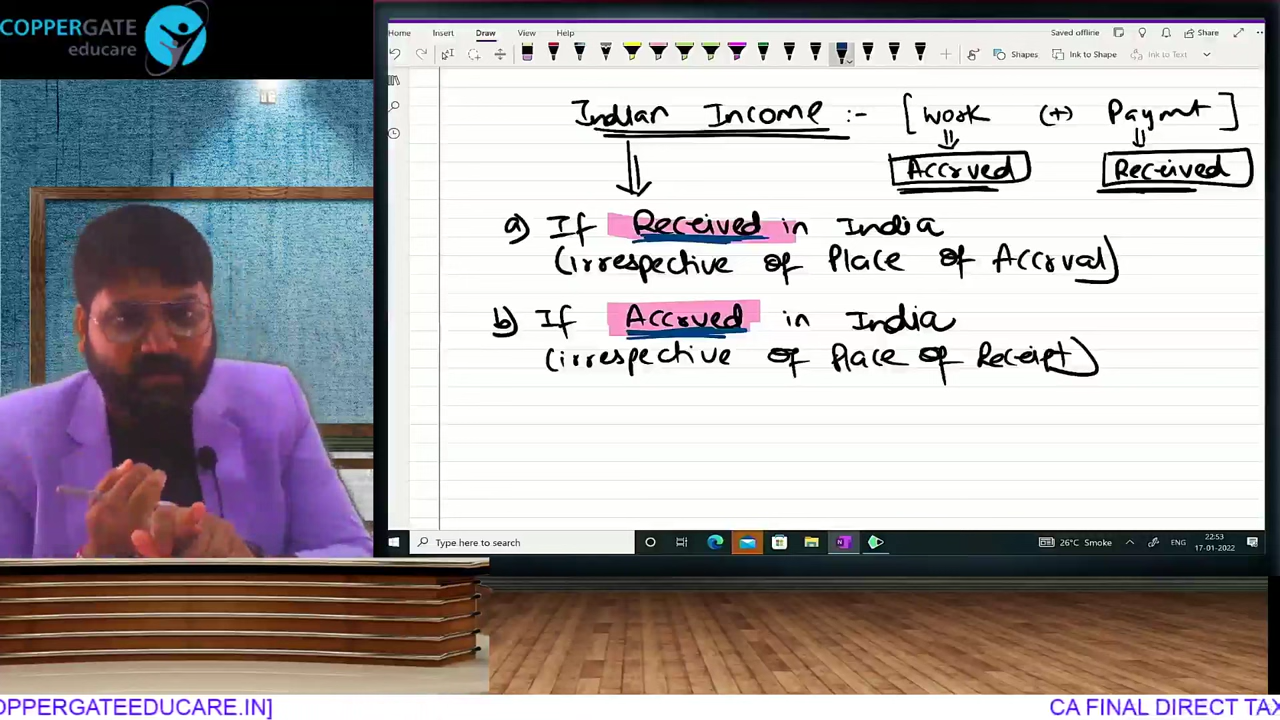 COPPERGATE
educare
Home Insert Draw View Help
Saved offline
Share
Shapes
Ink to Shape
Ink to Text
Indian Income :- [Work (+) Paymt]
Accrued Received
a) If Received in India
(irrespective of Place of Accrual)
b) If Accrued in India
(irrespective of Place of Receipt)
Type here to search
26°C Smoke
ENG
22:53
17-01-2022
OPPERGATEEDUCARE.IN]
CA FINAL DIRECT TAX